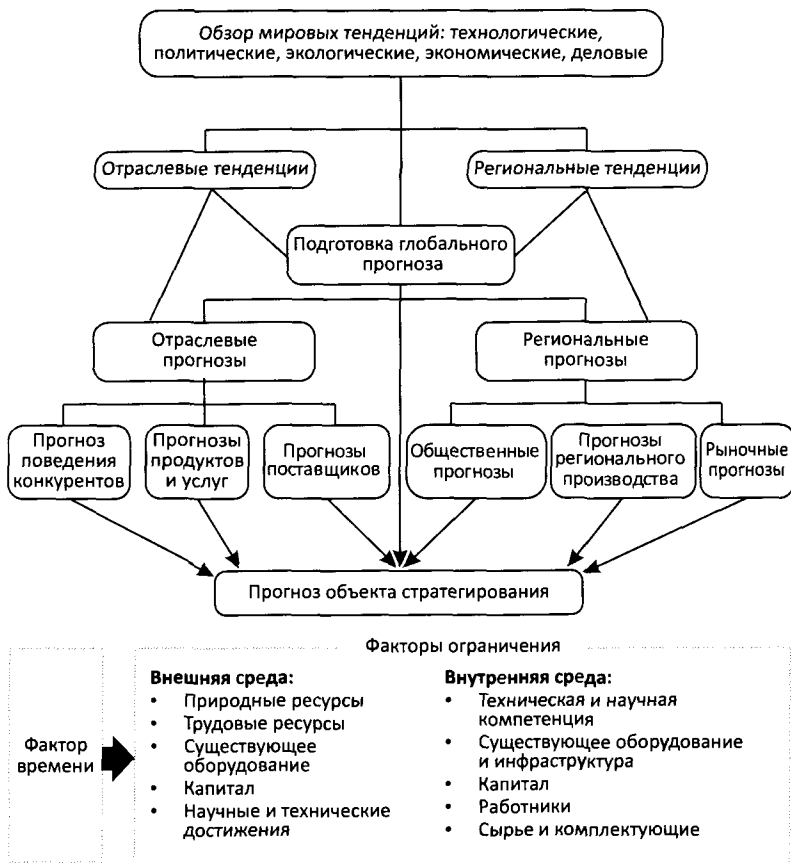 Обзор мировых тенденций: технологические,
политические, экологические, экономические, деловые
Отраслевые тенденции
Региональные тенденции
Подготовка глобального
прогноза
Отраслевые
прогнозы
Региональные
прогнозы
Прогноз
поведения
конкурентов
Прогнозы
продуктов
и услуг
Прогнозы
поставщиков
Общественные
прогнозы
Прогнозы
регионального
производства
Рыночные
прогнозы
Прогноз объекта стратегирования
Факторы ограничения
Фактор
времени
Внешняя среда:
• Природные ресурсы
• Трудовые ресурсы
• Существующее
оборудование
• Капитал
• Научные и технические
достижения
Внутренняя среда:
• Техническая и научная
компетенция
• Существующее оборудование
и инфраструктура
• Капитал
• Работники
• Сырье и комплектующие